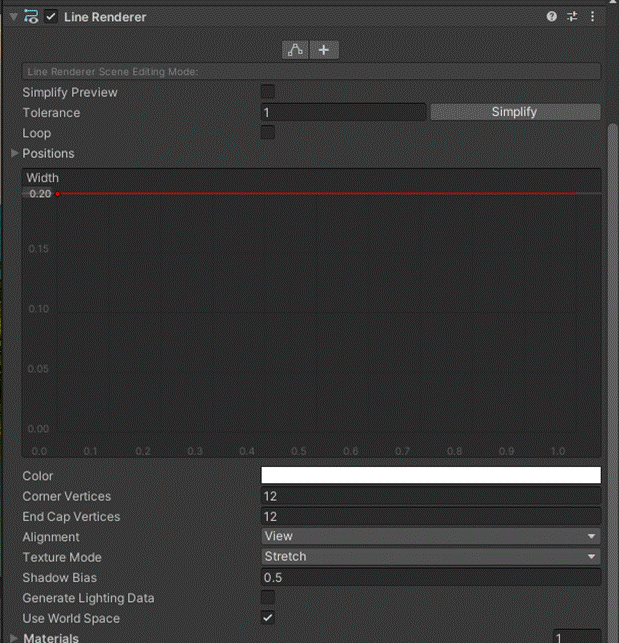 Line Renderer
Line Renderer Scene Editing Mode:
Simplify Preview
Tolerance 1 Simplify
Loop
Positions
Width
0.20
0.15
0.10
0.05
0.00
0.0 0.1 0.2 0.3 0.4 0.5 0.6 0.7 0.8 0.9 1.0
Color
Corner Vertices 12
End Cap Vertices 12
Alignment View
Texture Mode Stretch
Shadow Bias 0.5
Generate Lighting Data
Use World Space
Materials 1